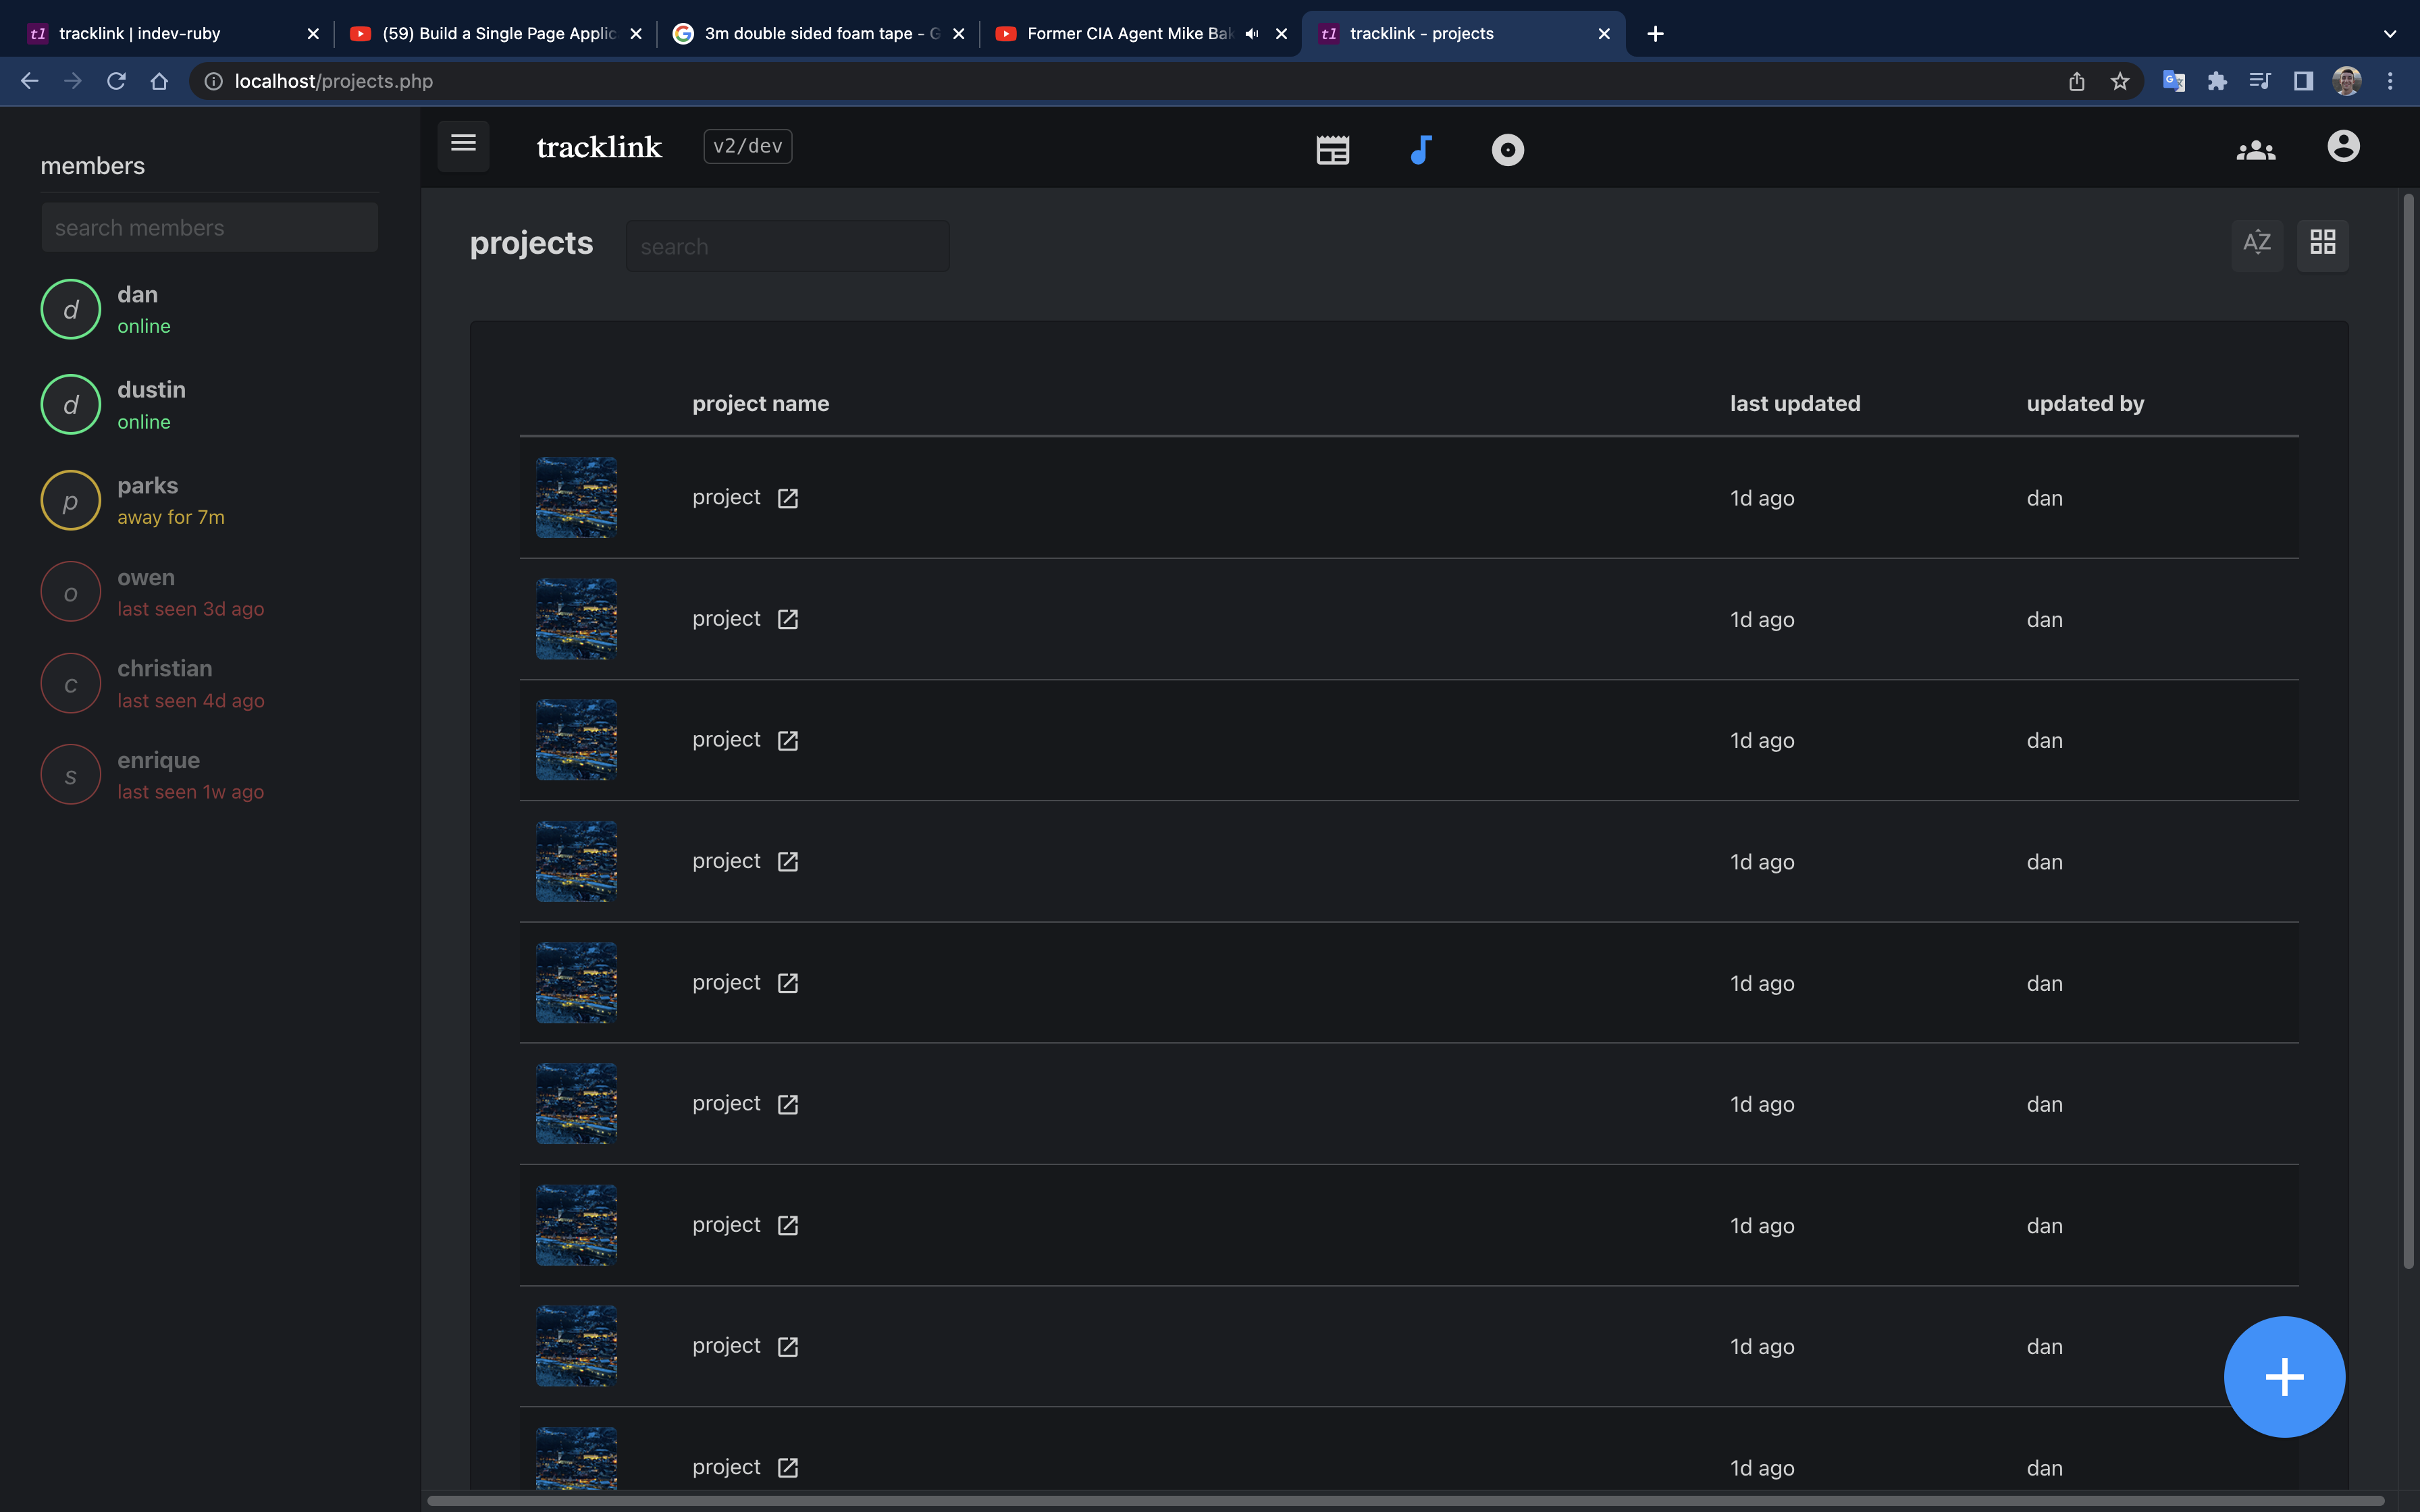 tl tracklink | indev-ruby
(59) Build a Single Page Applic
3m double sided foam tape - G
Former CIA Agent Mike Bak
tl tracklink - projects
localhost/projects.php
members
search members
d dan
online
d dustin
online
p parks
away for 7m
o owen
last seen 3d ago
c christian
last seen 4d ago
s enrique
last seen 1w ago
tracklink v2/dev
projects search AZ
project name last updated updated by
project 1d ago dan
project 1d ago dan
project 1d ago dan
project 1d ago dan
project 1d ago dan
project 1d ago dan
project 1d ago dan
project 1d ago dan
project 1d ago dan